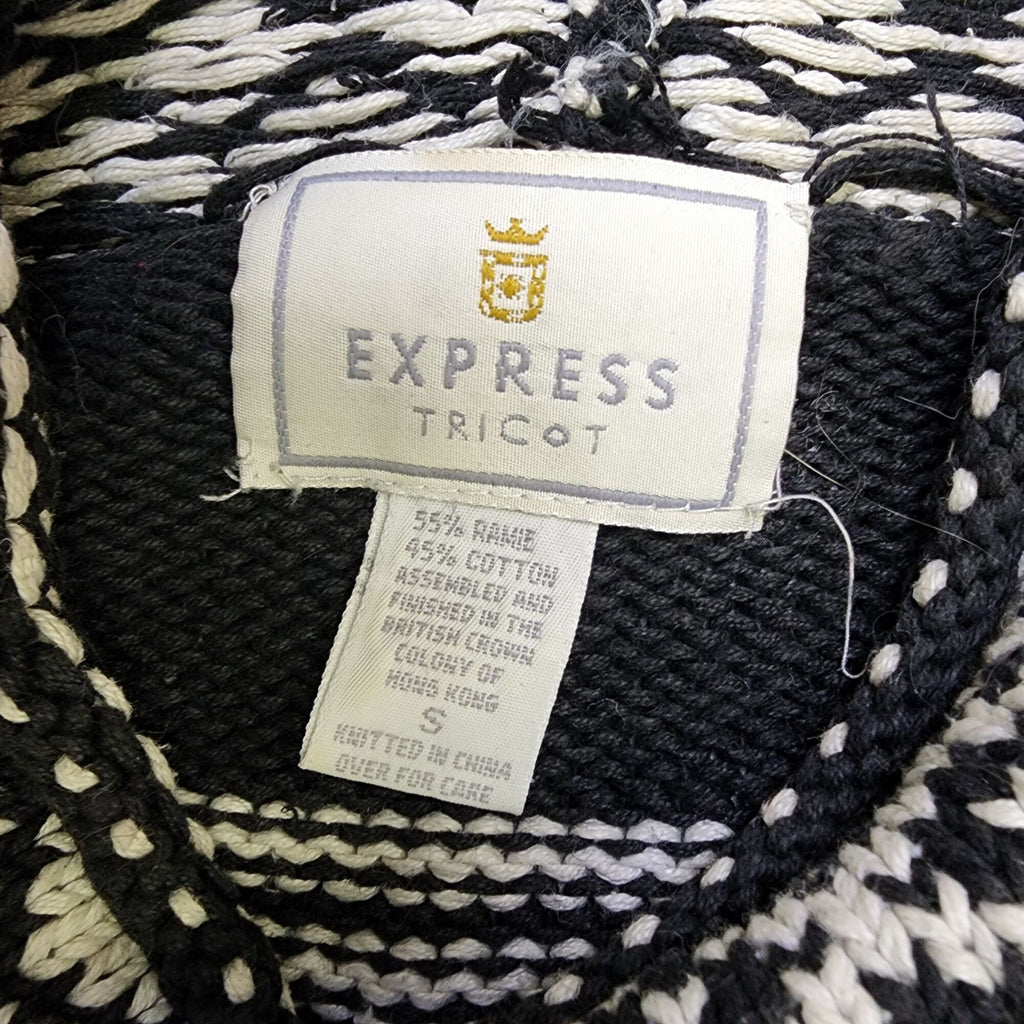 EXPRESS
TRICOT
55% RAMIE
45% COTTON
ASSEMBLED AND
FINISHED IN THE
BRITISH CROWN
COLONY OF
HONG KONG
S
KNITTED IN CHINA
OVER FOR CARE